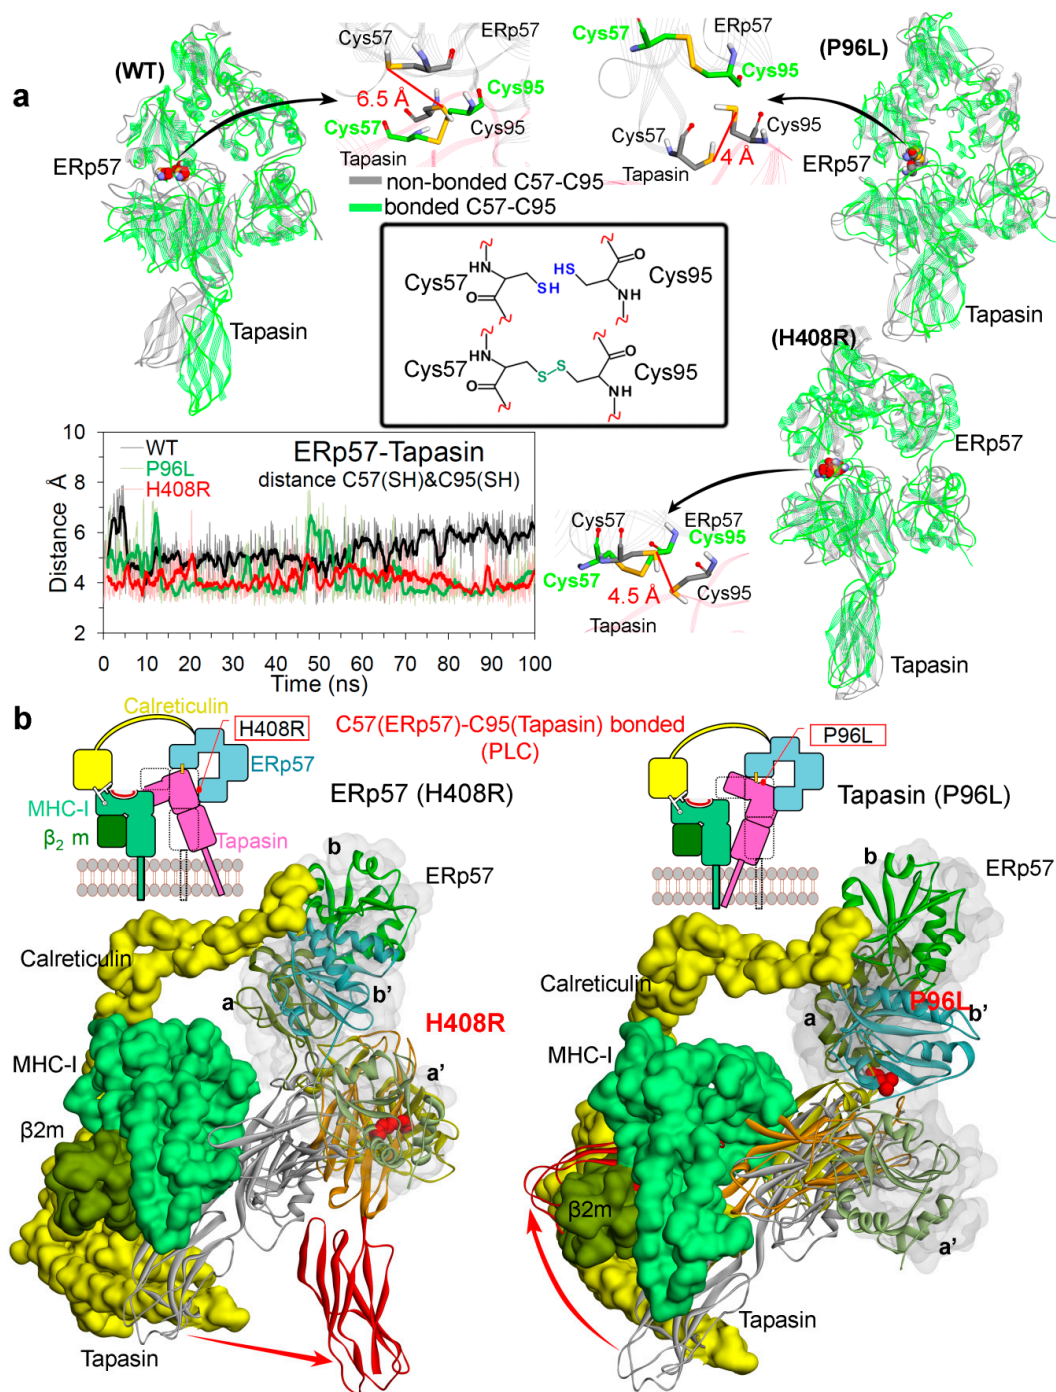 a
(WT)
ERp57
Tapasin
Cys57
ERp57
6.5 Å
Cys95
Cys57
Cys95
Tapasin
non-bonded C57-C95
bonded C57-C95
Cys57
ERp57
Cys95
Cys57
Cys95
4 Å
Tapasin
(P96L)
ERp57
Tapasin
Cys57
HN
O
SH
HS
O
NH
Cys95
Cys57
HN
O
S-S
O
NH
Cys95
(H408R)
ERp57
Tapasin
Cys57
ERp57
Cys95
Cys57
4.5 Å
Cys95
Tapasin
10
8
6
4
2
Distance Å
WT
P96L
H408R
ERp57-Tapasin
distance C57(SH)&C95(SH)
0 10 20 30 40 50 60 70 80 90 100
Time (ns)
b
Calreticulin
H408R
ERp57
MHC-I
β2 m
Tapasin
C57(ERp57)-C95(Tapasin) bonded
(PLC)
ERp57 (H408R)
P96L
Tapasin (P96L)
b
ERp57
Calreticulin
a
b'
H408R
MHC-I
a'
β2m
Tapasin
b
ERp57
Calreticulin
P96L
a
b'
MHC-I
β2m
a'
Tapasin